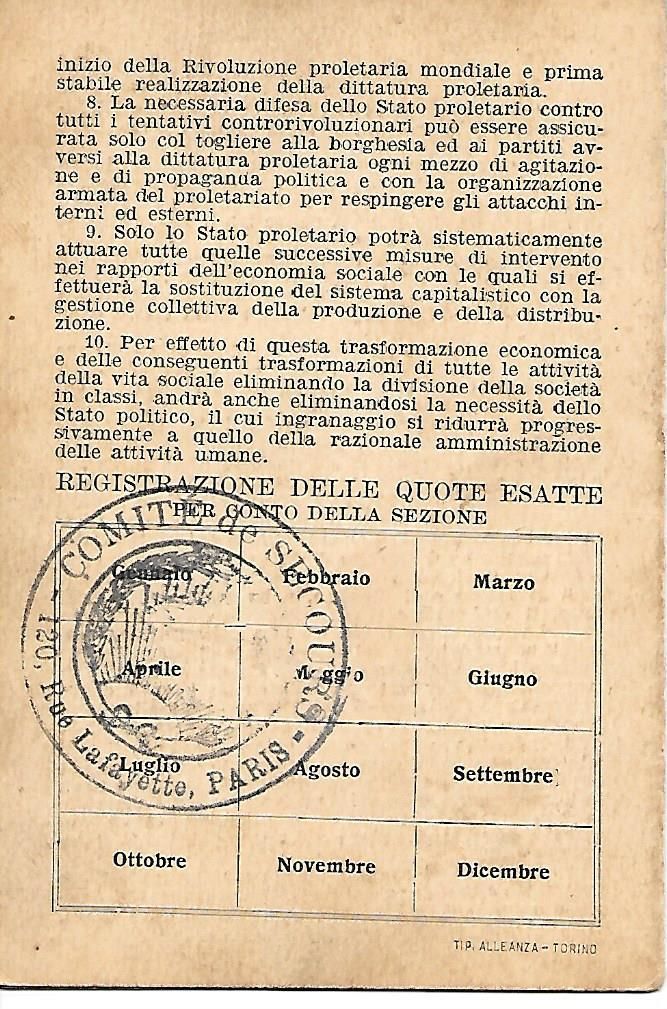 inizio della Rivoluzione proletaria mondiale e prima
stabile realizzazione della dittatura proletaria.
8. La necessaria difesa dello Stato proletario contro
tutti i tentativi controrivoluzionari può essere assicu-
rata solo col togliere alla borghesia ed ai partiti av-
versi alla dittatura proletaria ogni mezzo di agitazio-
ne e di propaganda politica e con la organizzazione
armata del proletariato per respingere gli attacchi in-
terni ed esterni.
9. Solo lo Stato proletario potrà sistematicamente
attuare tutte quelle successive misure di intervento
nei rapporti dell'economia sociale con le quali si ef-
fettuerà la sostituzione del sistema capitalistico con la
gestione collettiva della produzione e della distribu-
zione.
10. Per effetto di questa trasformazione economica
e delle conseguenti trasformazioni di tutte le attività
della vita sociale eliminando la divisione della società
in classi, andrà anche eliminandosi la necessità dello
Stato politico, il cui ingranaggio si ridurrà progres-
sivamente a quello della razionale amministrazione
delle attività umane.
REGISTRAZIONE DELLE QUOTE ESATTE
PER CONTO DELLA SEZIONE
Gennaio Febbraio Marzo
Aprile Maggio Giugno
Luglio Agosto Settembre
Ottobre Novembre Dicembre
COMITÉ de SECOURS
120, Rue Lafayette, PARIS
TIP. ALLEANZA - TORINO